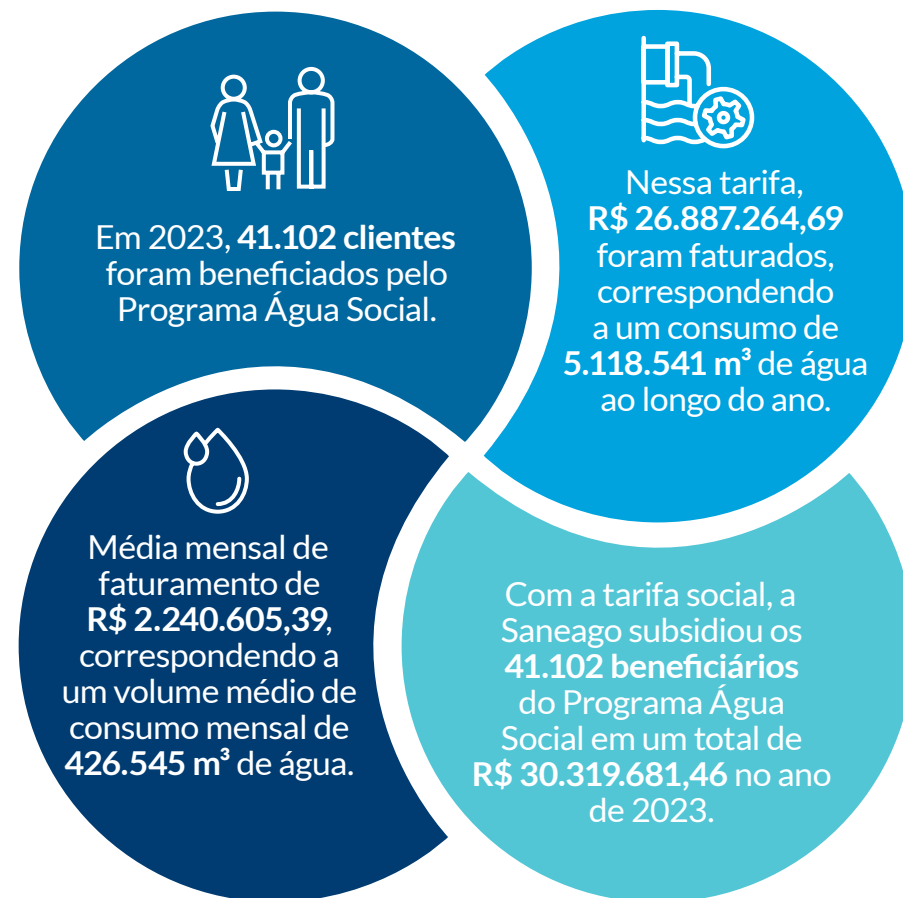 Em 2023, 41.102 clientes
foram beneficiados pelo
Programa Água Social.
Nessa tarifa,
R$ 26.887.264,69
foram faturados,
correspondendo
a um consumo de
5.118.541 m³ de água
ao longo do ano.
Média mensal de
faturamento de
R$ 2.240.605,39,
correspondendo a
um volume médio de
consumo mensal de
426.545 m³ de água.
Com a tarifa social, a
Saneago subsidiou os
41.102 beneficiários
do Programa Água
Social em um total de
R$ 30.319.681,46 no ano
de 2023.